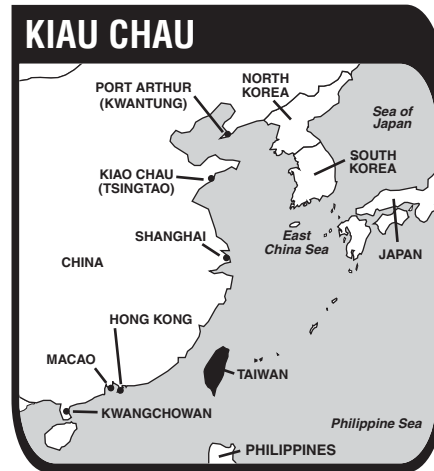 KIAU CHAU
PORT ARTHUR
(KWANTUNG)
NORTH
KOREA
Sea of
Japan
KIAO CHAU
(TSINGTAO)
SOUTH
KOREA
SHANGHAI
East
China Sea
JAPAN
CHINA
HONG KONG
MACAO
TAIWAN
KWANGCHOWAN
Philippine Sea
PHILIPPINES